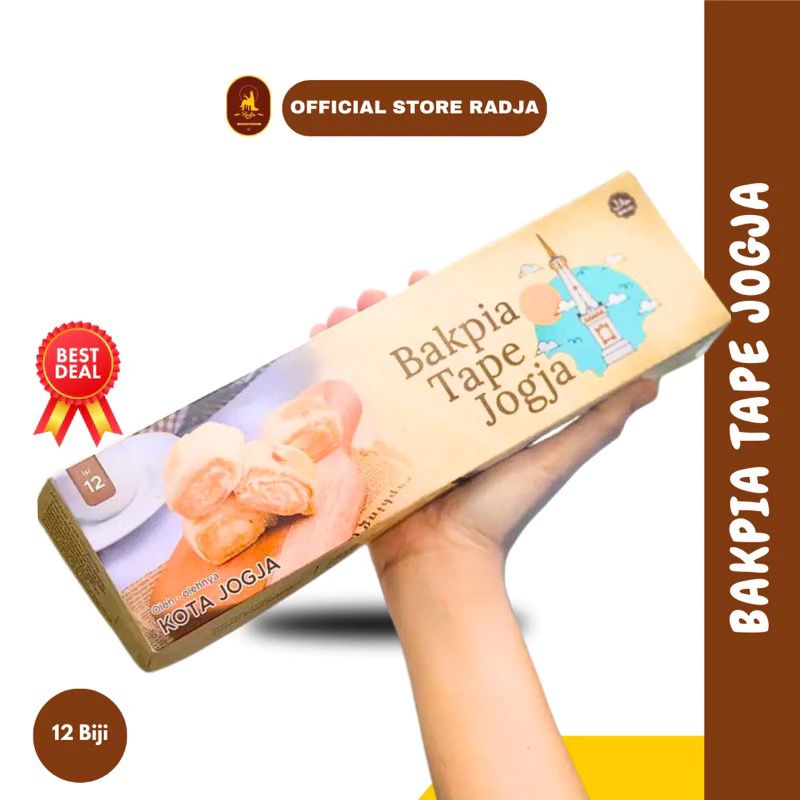 Radja
OFFICIAL STORE RADJA
BEST
DEAL
Bakpia
Tape
Jogja
isi
12
Oleh - olehnya
KOTA JOGJA
12 Biji
BAKPIA TAPE JOGJA